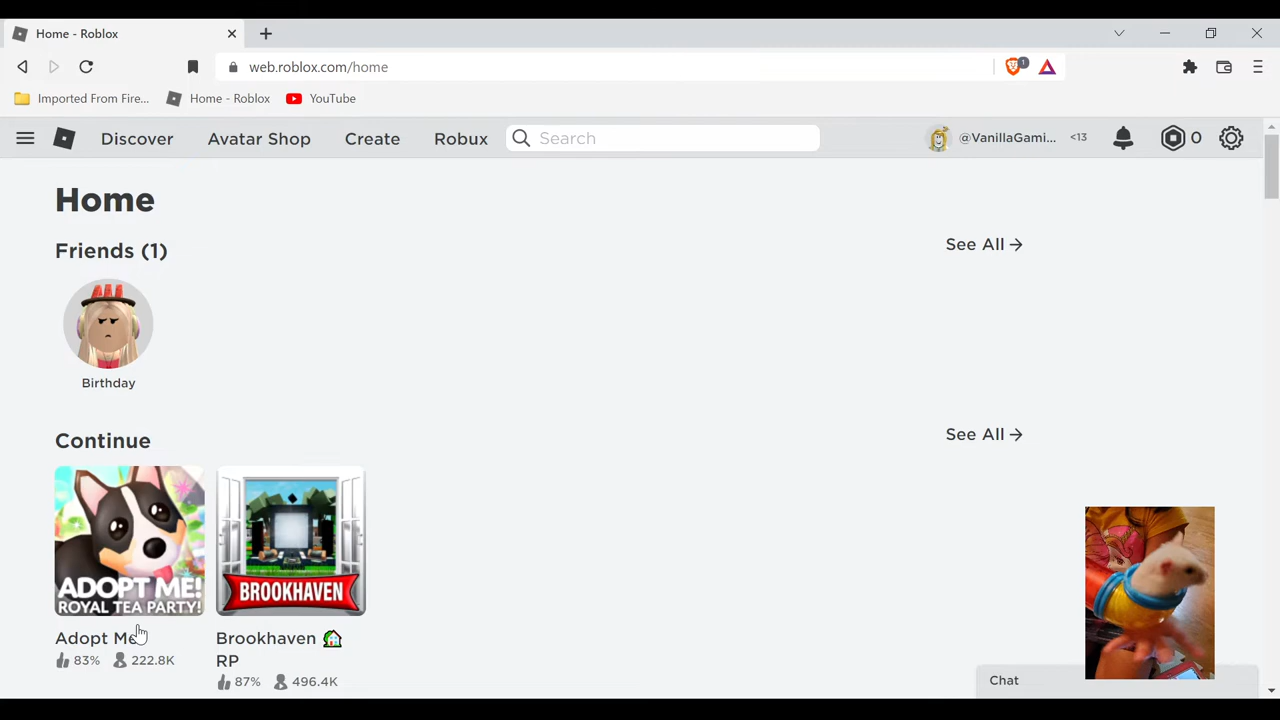 Home - Roblox
web.roblox.com/home
1
Imported From Fire...
Home - Roblox
YouTube
Discover
Avatar Shop
Create
Robux
Search
@VanillaGami...
<13
0
Home
Friends (1)
See All
Birthday
Continue
See All
ADOPT ME!
ROYAL TEA PARTY!
BROOKHAVEN
Adopt Me
83%
222.8K
Brookhaven 🏠
RP
87%
496.4K
Chat